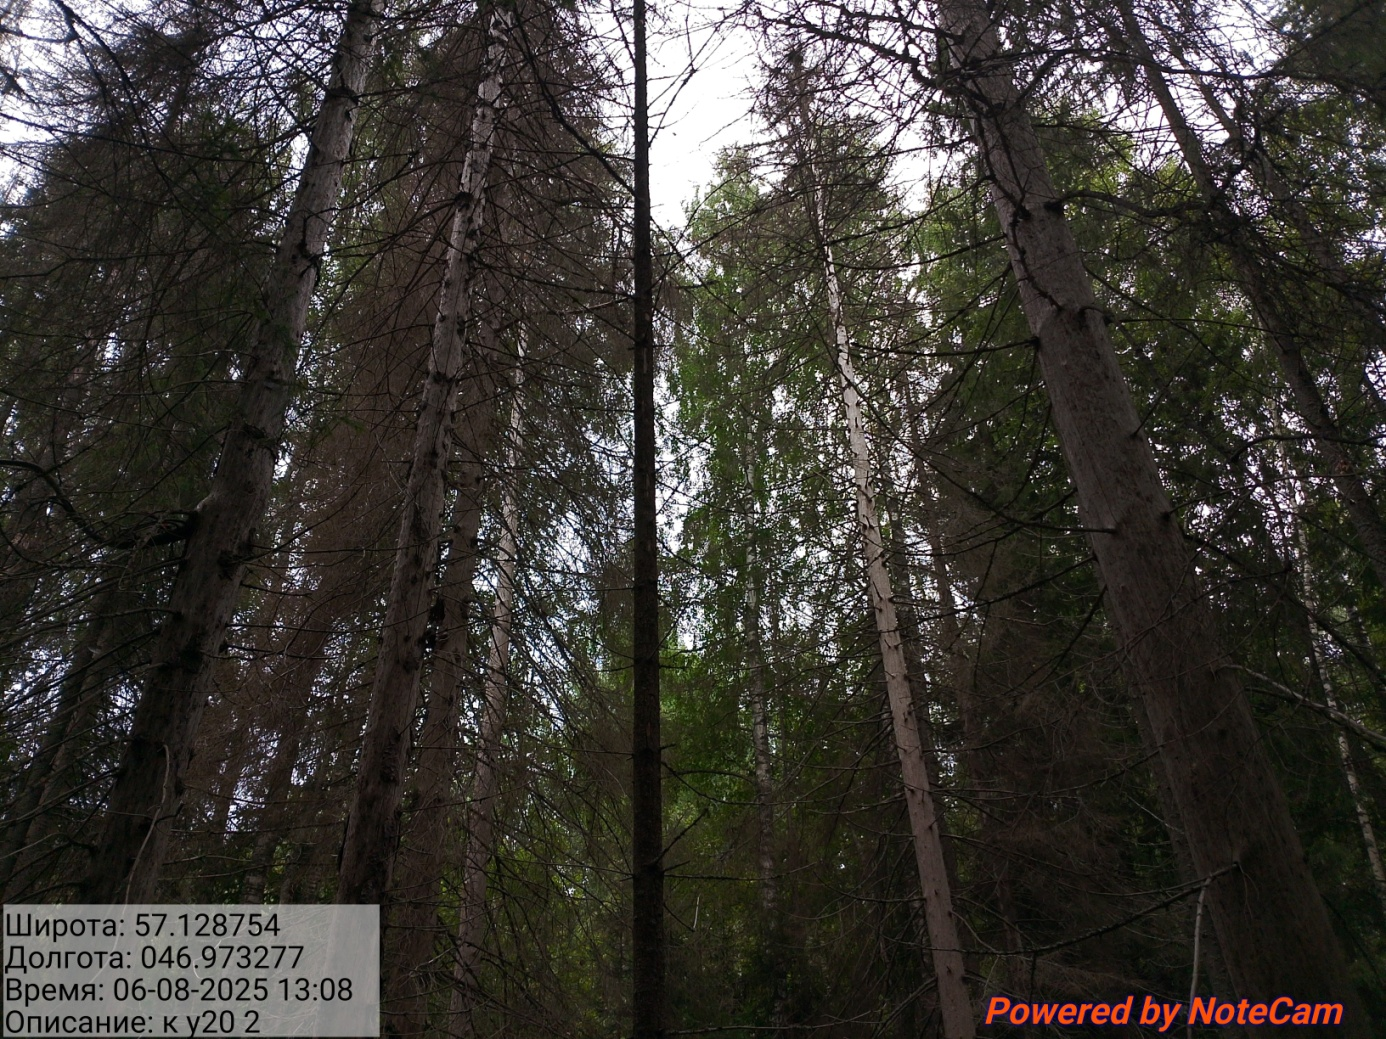 Широта: 57.128754
Долгота: 046.973277
Время: 06-08-2025 13:08
Описание: к у20 2
Powered by NoteCam